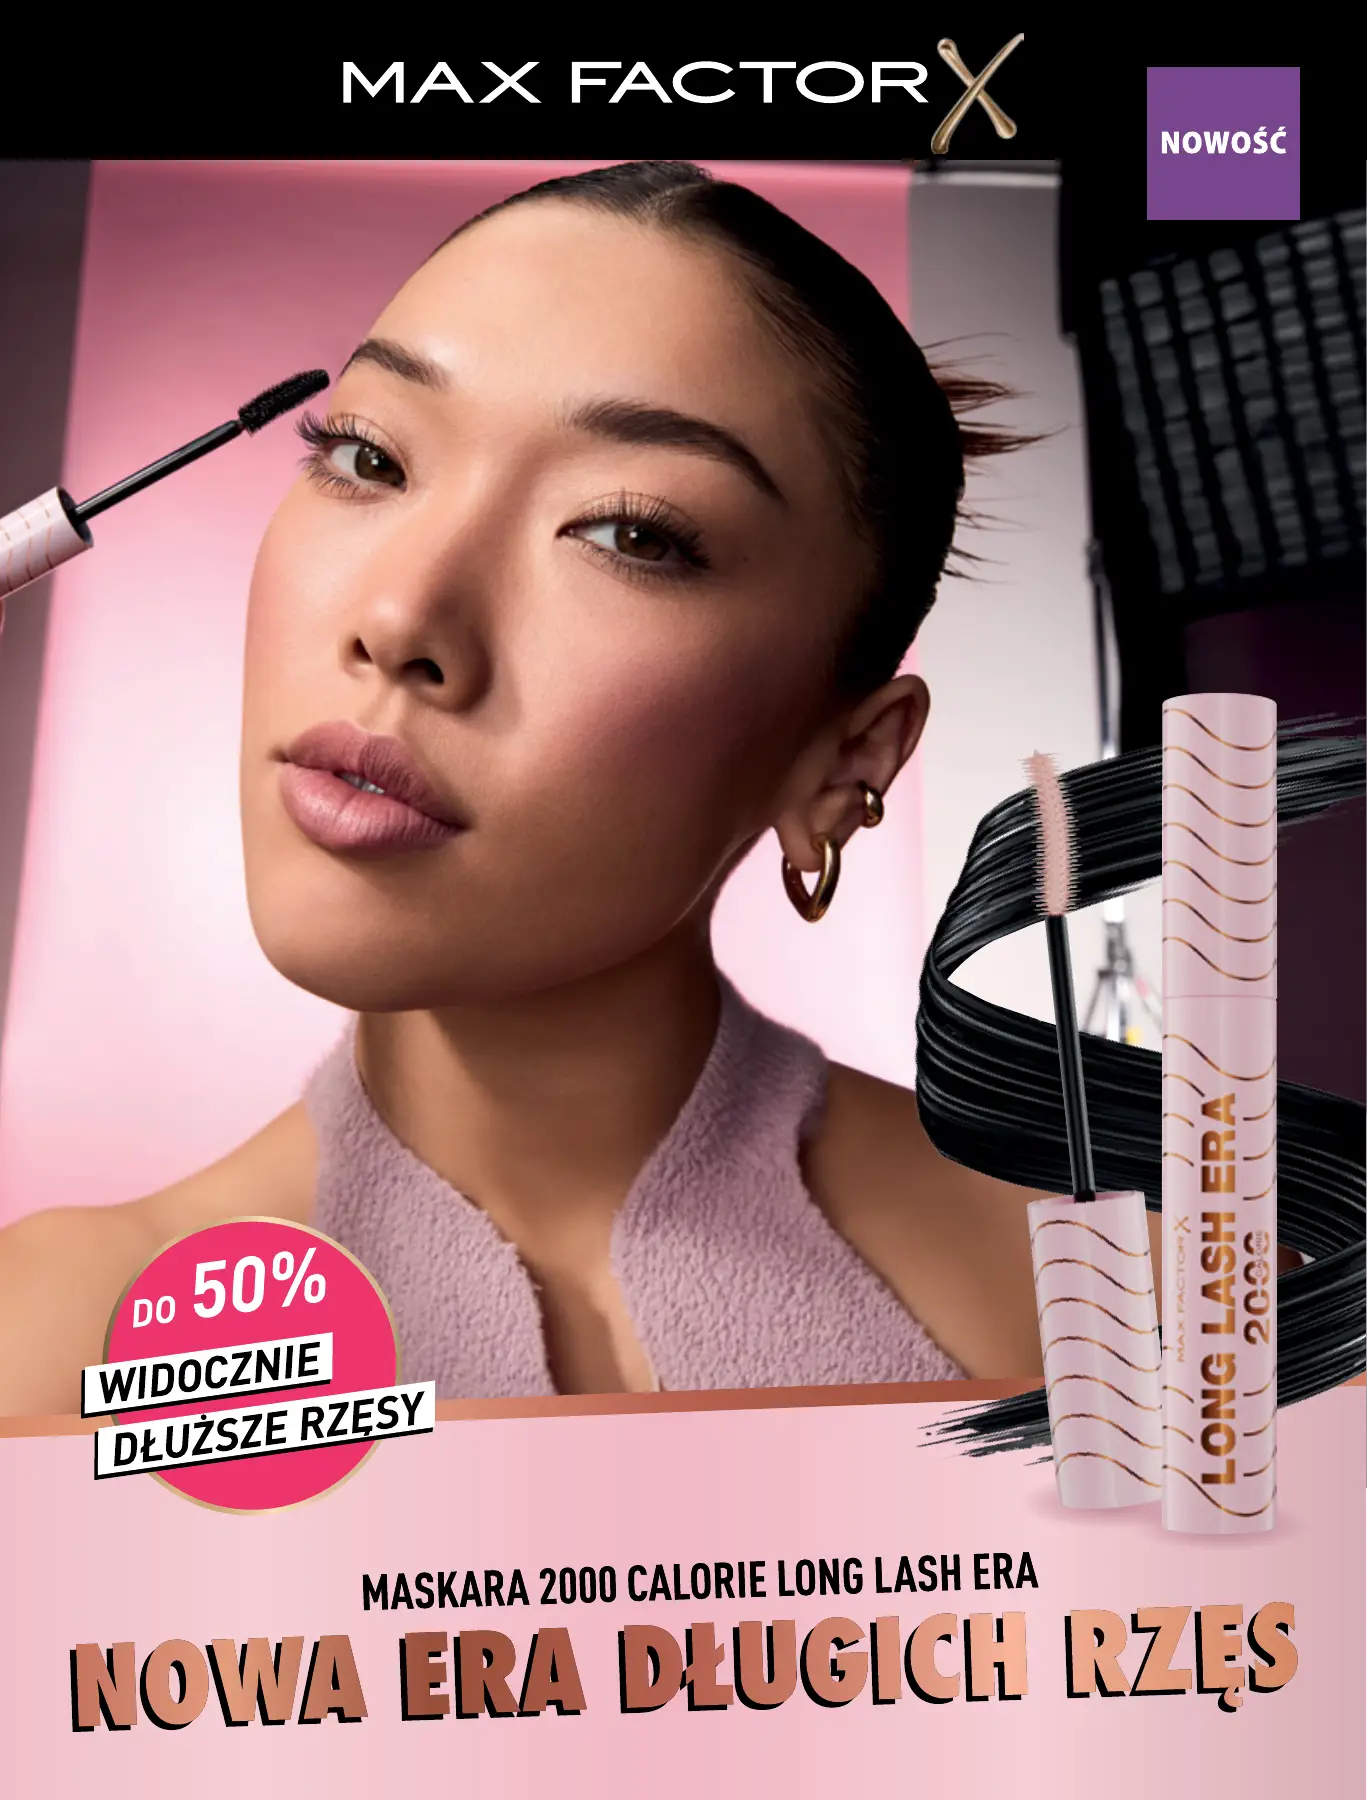 MAX FACTOR X
NOWOŚĆ
DO 50%
WIDOCZNIE
DŁUŻSZE RZĘSY
MAX FACTOR X
LONG LASH ERA
2000
CALORIE
MASKARA 2000 CALORIE LONG LASH ERA
NOWA ERA DŁUGICH RZĘS